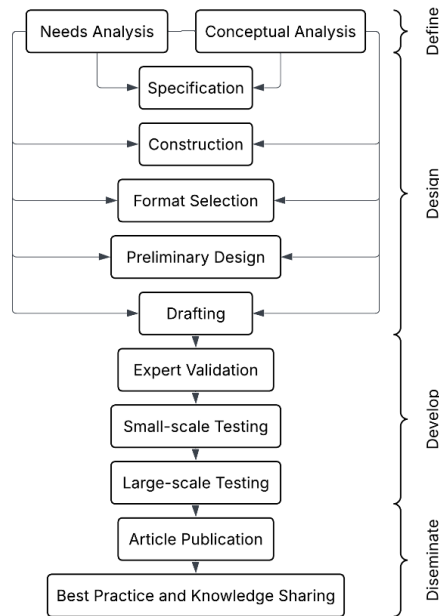 Needs Analysis
Conceptual Analysis
Define
Specification
Construction
Format Selection
Preliminary Design
Drafting
Design
Expert Validation
Small-scale Testing
Large-scale Testing
Develop
Article Publication
Best Practice and Knowledge Sharing
Diseminate